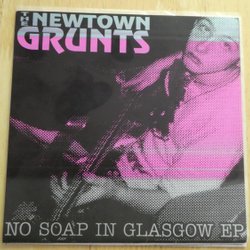 THE NEWTOWN
GRUNTS
NO SOAP IN GLASGOW EP